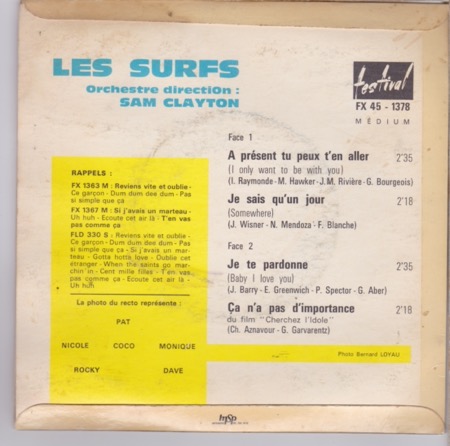 LES SURFS
Orchestre direction :
SAM CLAYTON
festival
FX 45 - 1378
MÉDIUM
Face 1
A présent tu peux t'en aller 2'35
(I only want to be with you)
(I. Raymonde - M. Hawker - J.M. Rivière - G. Bourgeois)
Je sais qu'un jour 2'18
(Somewhere)
(J. Wisner - N. Mendoza - F. Blanche)
Face 2
Je te pardonne 2'35
(Baby I love you)
(J. Barry - E. Greenwich - P. Spector - G. Aber)
Ça n'a pas d'importance 2'18
du film "Cherchez l'Idole"
(Ch. Aznavour - G. Garvarentz)
RAPPELS :
FX 1363 M : Reviens vite et oublie -
Ce garçon - Dum dum dee dum - Pas
si simple que ça
FX 1367 M : Si j'avais un marteau -
Uh huh - Ecoute cet air là - T'en vas
pas comme ça
FLD 330 S : Reviens vite et oublie -
Ce garçon - Dum dum dee dum - Pas
si simple que ça - Si j'avais un mar-
teau - Gotta hotta love - Oublie cet
étranger - When the saints go mar-
chin' in - Cent mille filles - T'en vas
pas comme ça - Ecoute cet air là -
Uh huh
La photo du recto représente :
PAT
NICOLE COCO MONIQUE
ROCKY DAVE
Photo Bernard LOYAU